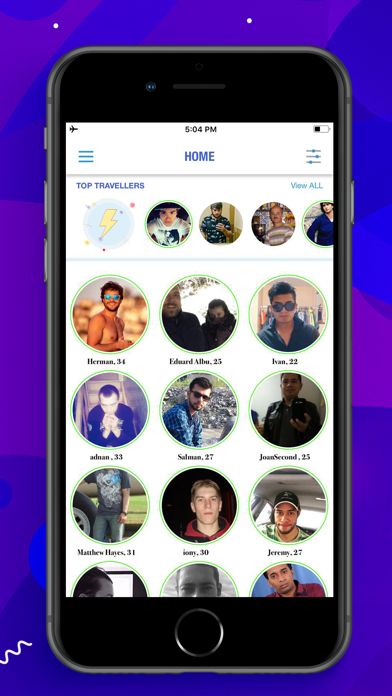 5:04 PM
HOME
TOP TRAVELLERS View ALL
Herman, 34 Eduard Albu, 25 Ivan, 22
adnan , 33 Salman, 27 JoanSecond , 25
Matthew Hayes, 31 iony, 30 Jeremy, 27